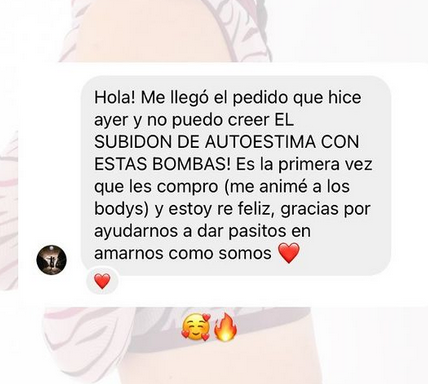 Hola! Me llegó el pedido que hice
ayer y no puedo creer EL
SUBIDON DE AUTOESTIMA CON
ESTAS BOMBAS! Es la primera vez
que les compro (me animé a los
bodys) y estoy re feliz, gracias por
ayudarnos a dar pasitos en
amarnos como somos ❤️
❤️
🥰🔥